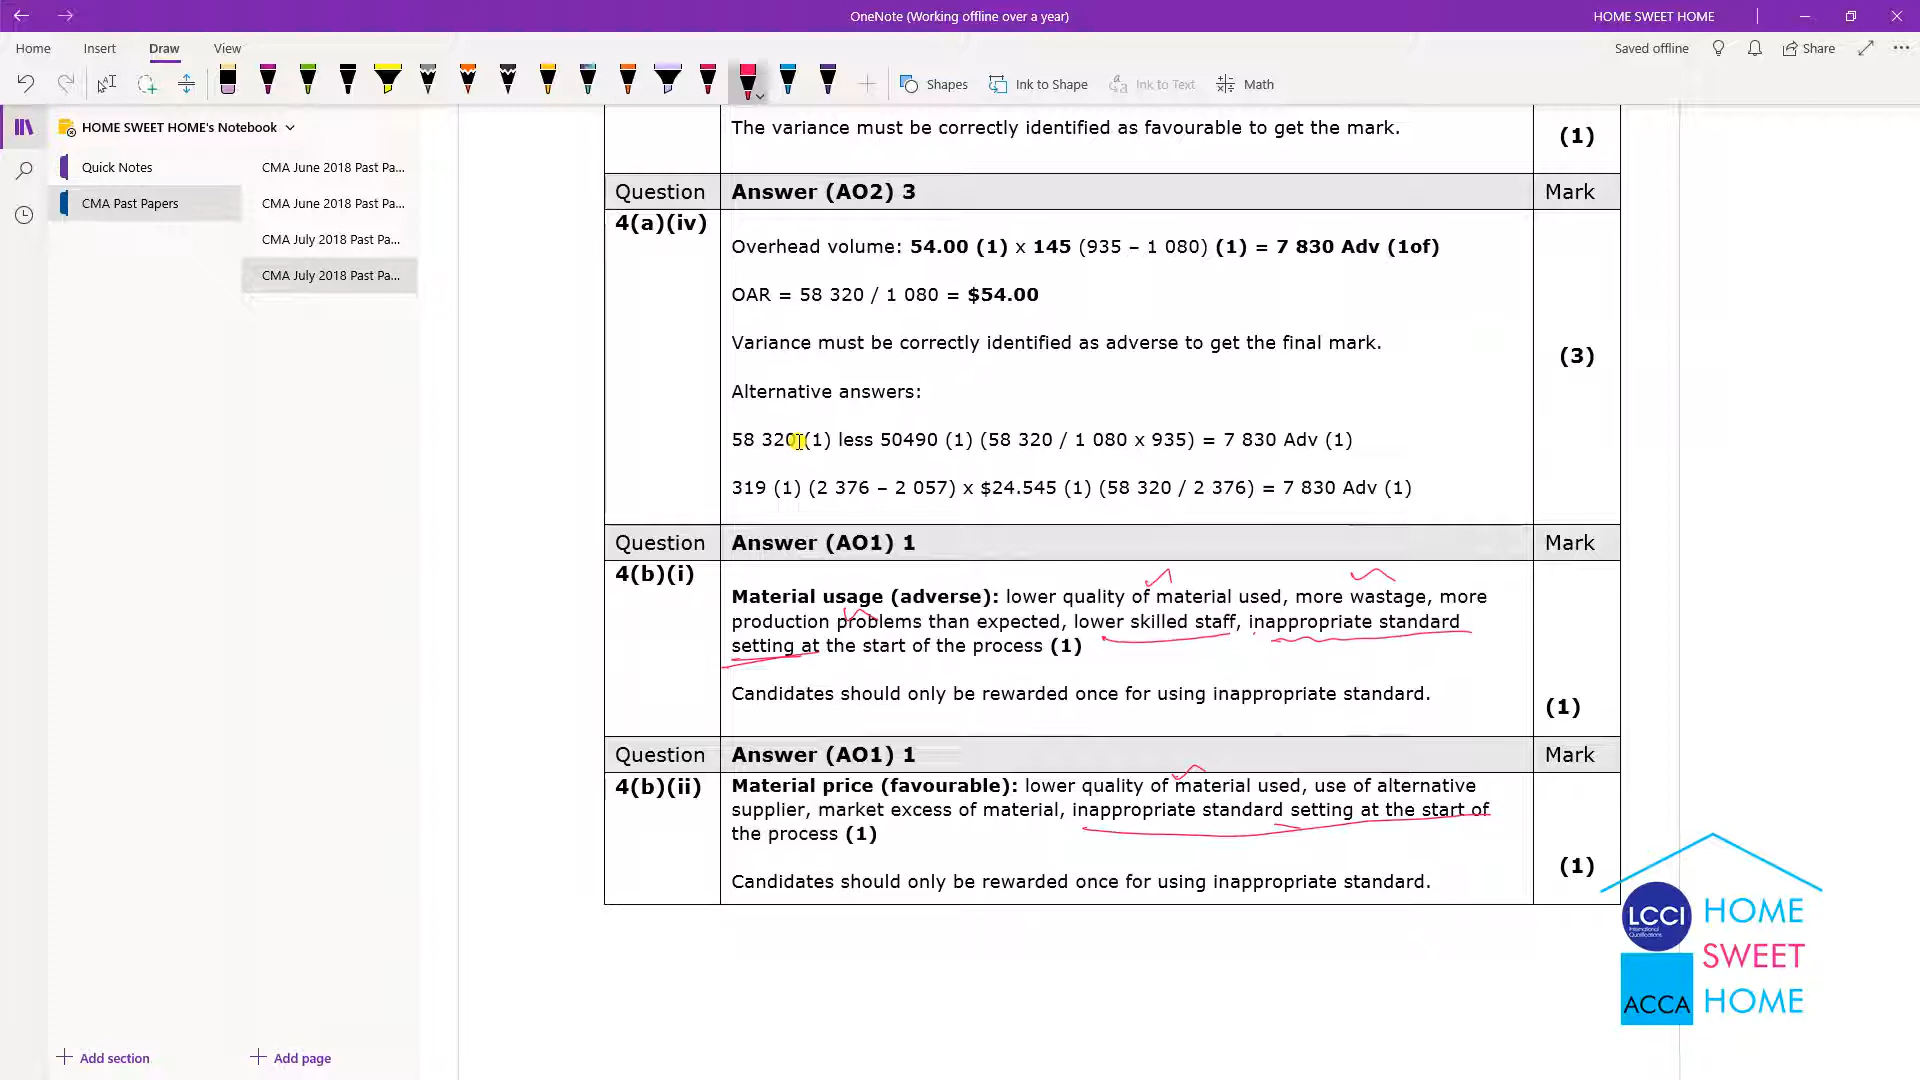 OneNote (Working offline over a year)
HOME SWEET HOME
Home Insert Draw View
Saved offline Share
Shapes Ink to Shape Ink to Text Math
HOME SWEET HOME's Notebook
Quick Notes
CMA Past Papers
CMA June 2018 Past Pa...
CMA June 2018 Past Pa...
CMA July 2018 Past Pa...
CMA July 2018 Past Pa...
The variance must be correctly identified as favourable to get the mark.
(1)
Question Answer (AO2) 3 Mark
4(a)(iv)
Overhead volume: 54.00 (1) x 145 (935 – 1 080) (1) = 7 830 Adv (1of)
OAR = 58 320 / 1 080 = $54.00
Variance must be correctly identified as adverse to get the final mark.
(3)
Alternative answers:
58 320 (1) less 50490 (1) (58 320 / 1 080 x 935) = 7 830 Adv (1)
319 (1) (2 376 – 2 057) x $24.545 (1) (58 320 / 2 376) = 7 830 Adv (1)
Question Answer (AO1) 1 Mark
4(b)(i)
Material usage (adverse): lower quality of material used, more wastage, more
production problems than expected, lower skilled staff, inappropriate standard
setting at the start of the process (1)
Candidates should only be rewarded once for using inappropriate standard.
(1)
Question Answer (AO1) 1 Mark
4(b)(ii) Material price (favourable): lower quality of material used, use of alternative
supplier, market excess of material, inappropriate standard setting at the start of
the process (1)
(1)
Candidates should only be rewarded once for using inappropriate standard.
LCCI
International
Qualifications
ACCA
HOME
SWEET
HOME
Add section
Add page